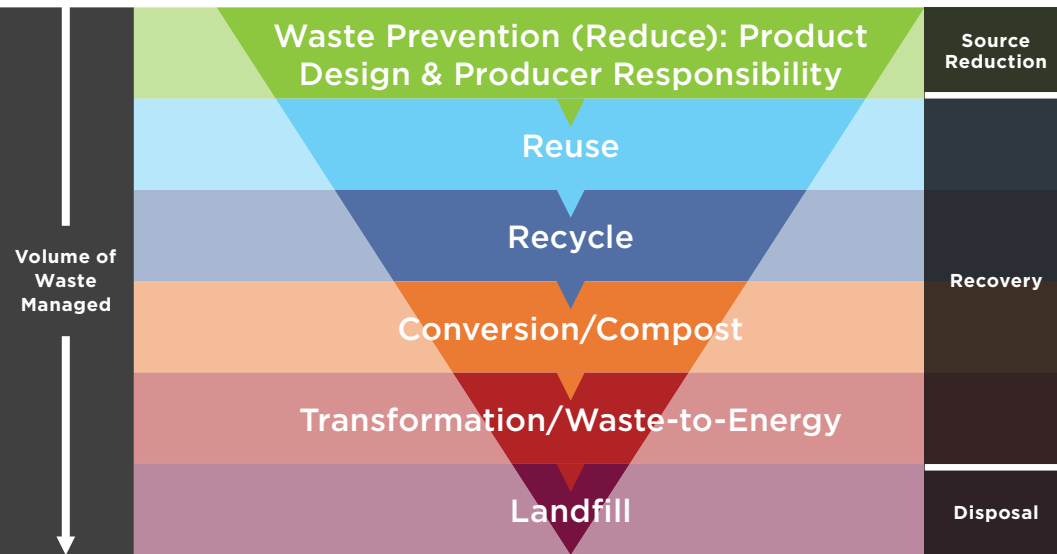 Waste Prevention (Reduce): Product
Design & Producer Responsibility
Source
Reduction
Reuse
Recycle
Volume of
Waste
Managed
Recovery
Conversion/Compost
Transformation/Waste-to-Energy
Landfill
Disposal